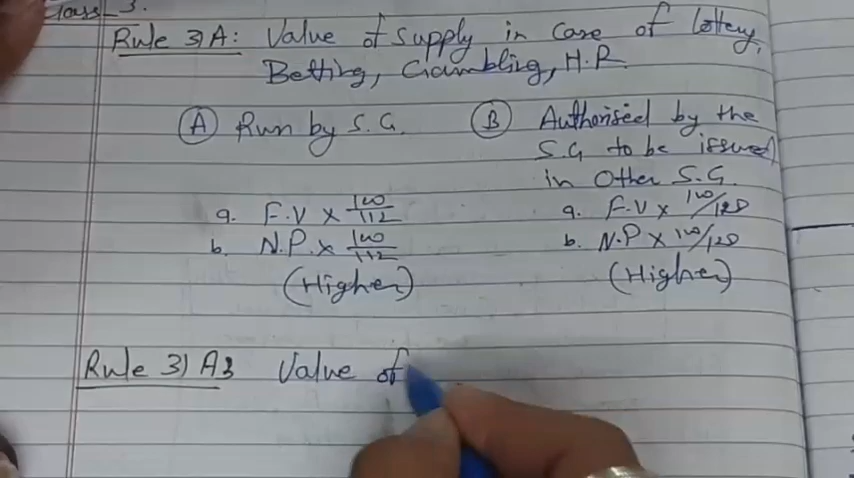 Class 3.
Rule 31A: Value of supply in case of lottery,
Betting, Gambling, H.R.
(A) Run by S.G.
(B) Authorised by the
S.G to be issued
in Other S.G.
a. F.V x 100/112
b. N.P. x 100/112
(Higher)
a. F.V x 100/128
b. N.P x 100/128
(Higher)
Rule 31A3 Value of